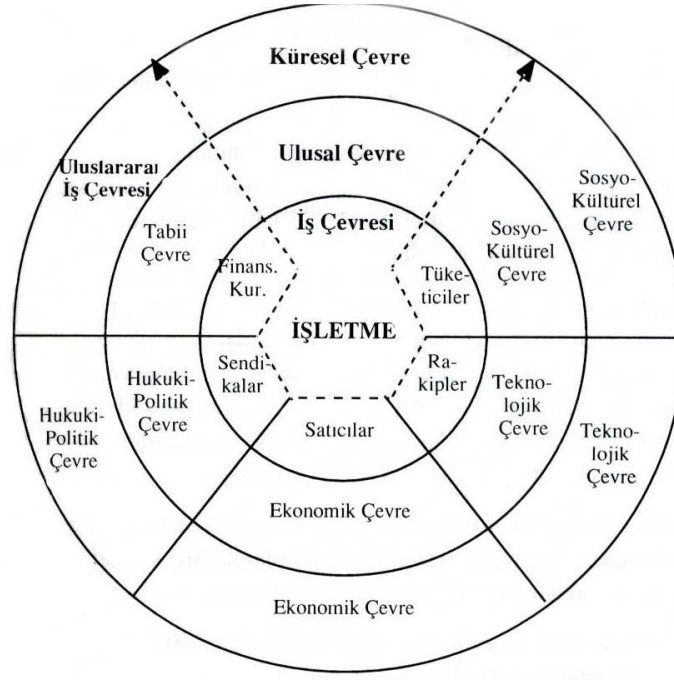 Küresel Çevre
Uluslararaı
İş Çevresi
Ulusal Çevre
Sosyo-
Kültürel
Çevre
Tabii
Çevre
İş Çevresi
Sosyo-
Kültürel
Çevre
Finans.
Kur.
Tüke-
ticiler
İŞLETME
Hukuki-
Politik
Çevre
Hukuki-
Politik
Çevre
Sendi-
kalar
Ra-
kipler
Tekno-
lojik
Çevre
Tekno-
lojik
Çevre
Satıcılar
Ekonomik Çevre
Ekonomik Çevre